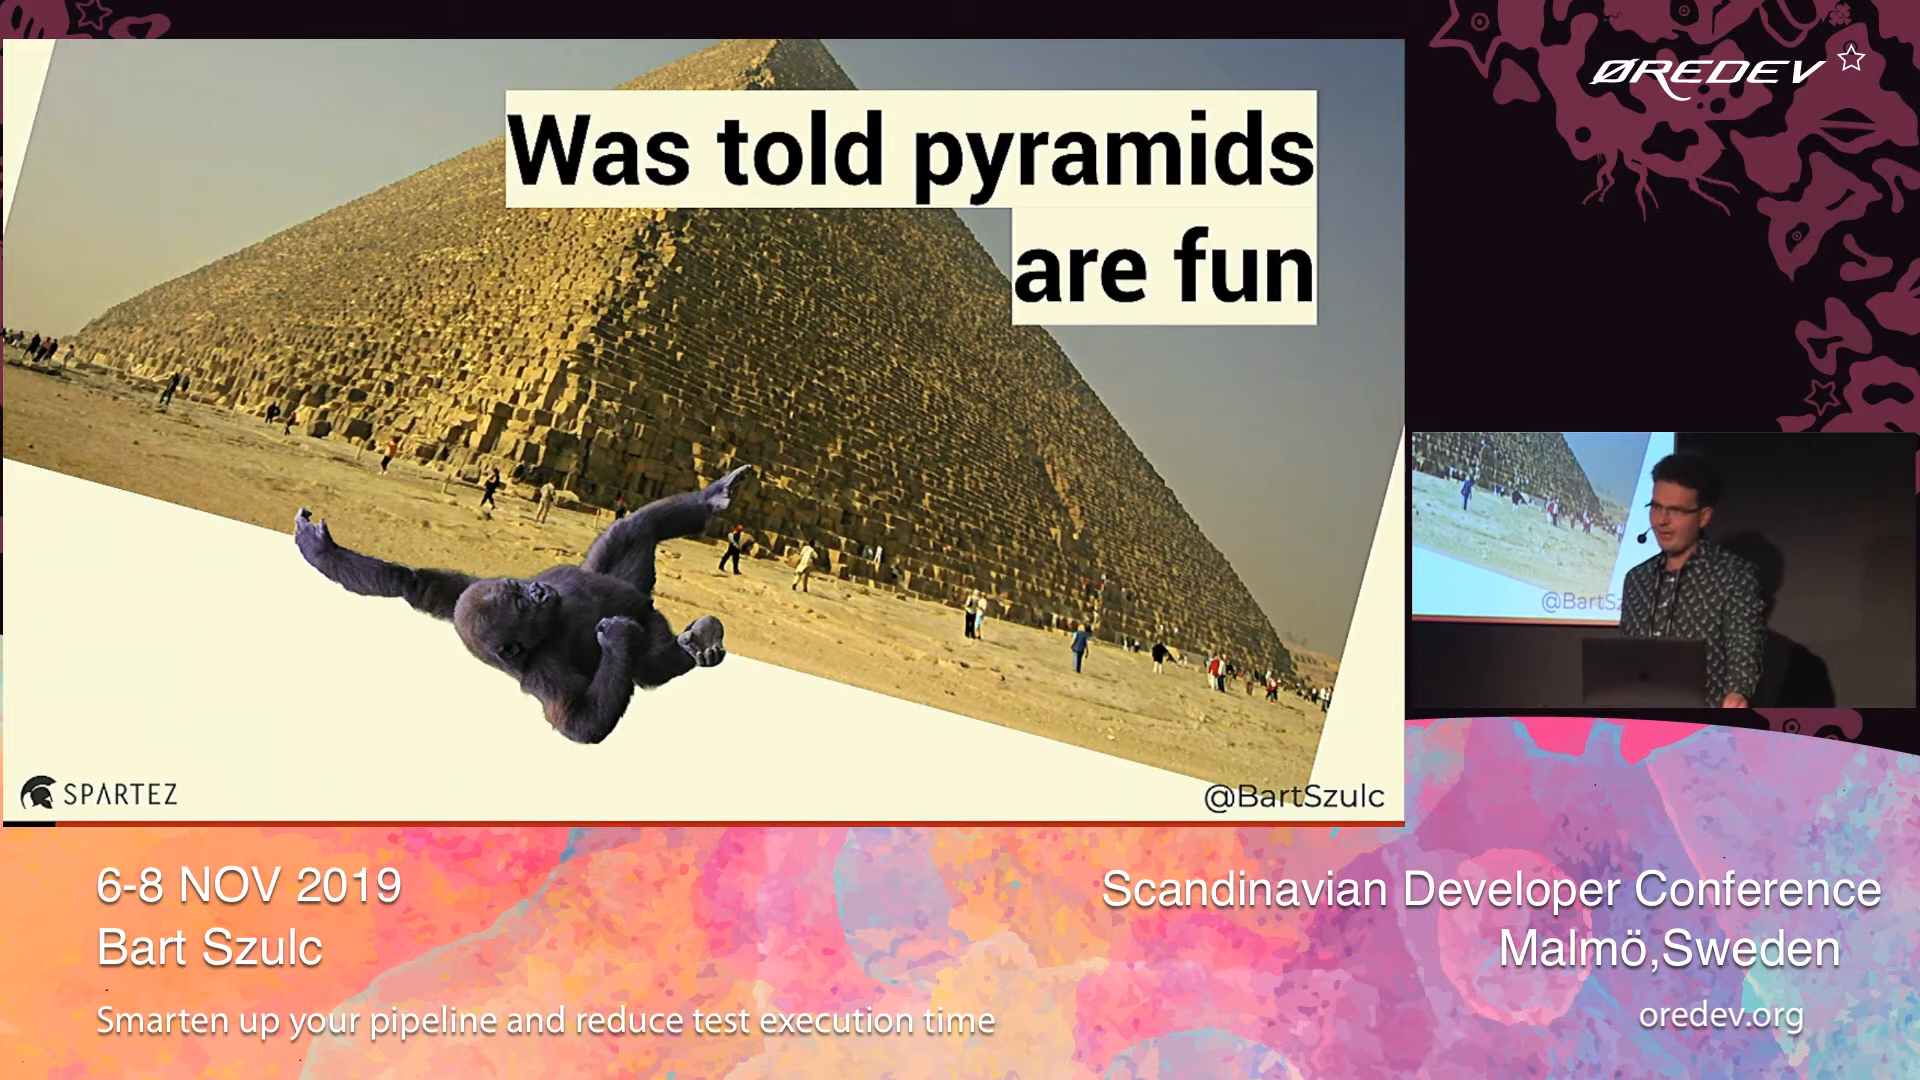 ØREDEV
Was told pyramids
are fun
@BartSz
SPARTEZ
@BartSzulc
6-8 NOV 2019
Bart Szulc
Smarten up your pipeline and reduce test execution time
Scandinavian Developer Conference
Malmö,Sweden
oredev.org